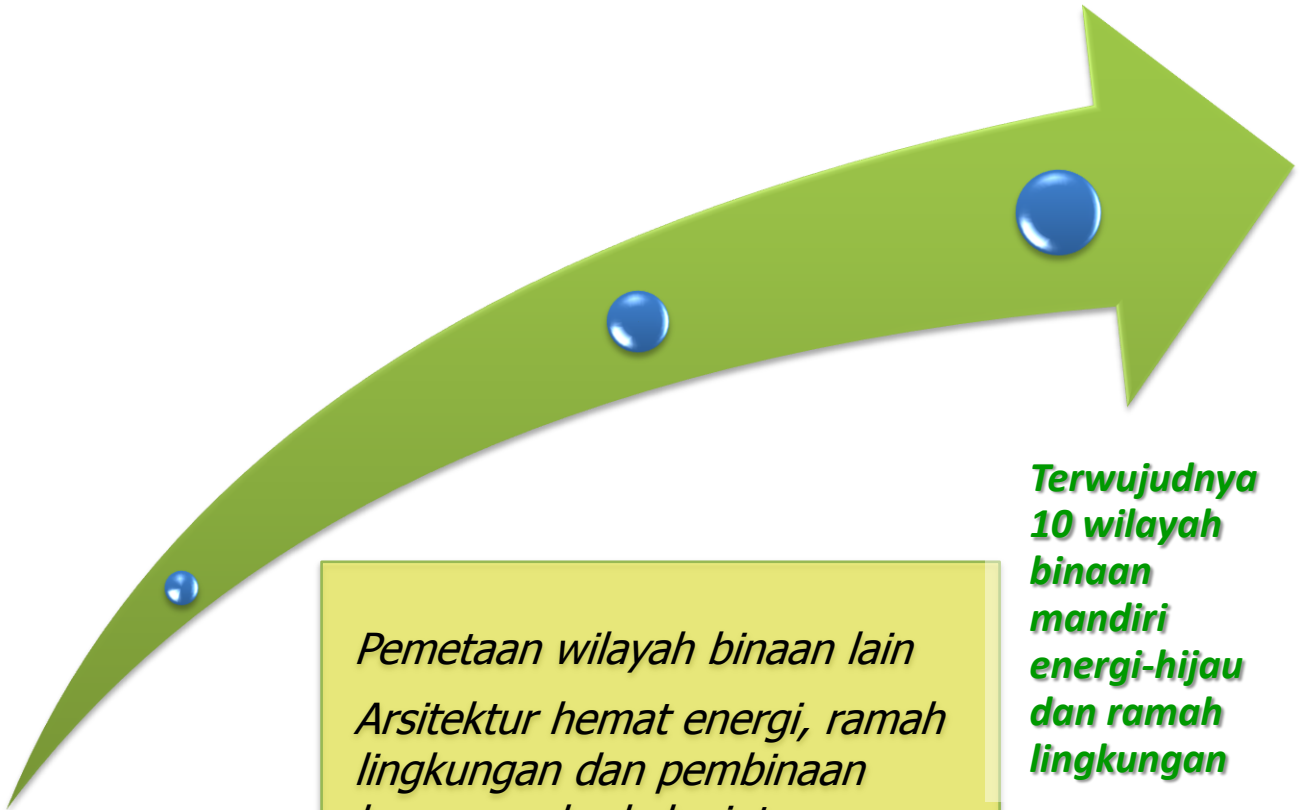 Pemetaan wilayah binaan lain
Arsitektur hemat energi, ramah
lingkungan dan pembinaan
Terwujudnya
10 wilayah
binaan
mandiri
energi-hijau
dan ramah
lingkungan